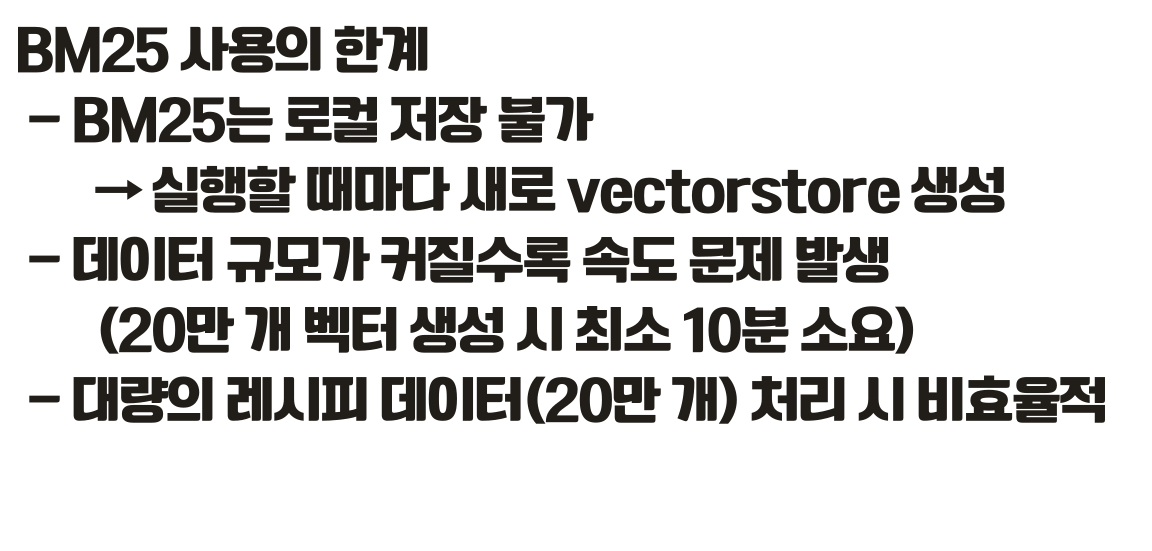 BM25 사용의 한계
– BM25는 로컬 저장 불가
→ 실행할 때마다 새로 vectorstore 생성
– 데이터 규모가 커질수록 속도 문제 발생
(20만 개 벡터 생성 시 최소 10분 소요)
– 대량의 레시피 데이터(20만 개) 처리 시 비효율적